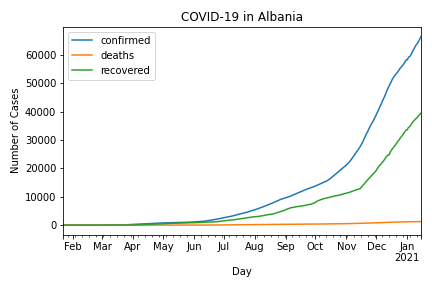 COVID-19 in Albania
confirmed
deaths
recovered
Number of Cases
60000
50000
40000
30000
20000
10000
0
Feb Mar Apr May Jun Jul Aug Sep Oct Nov Dec Jan
2021
Day